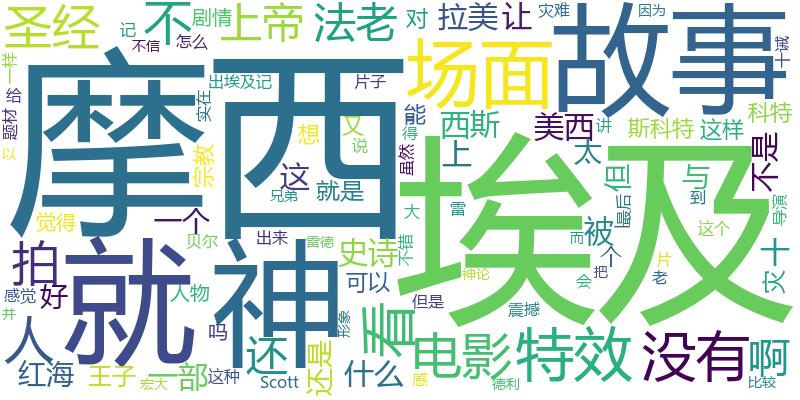 圣经
不
记
不信
剧情
怎么
上帝
法老
对
拉美
让
灾难
因为
故事
十诫
一样
给
题材
以
出埃及记
实在
片子
场面
能
科特
讲
斯科特
这样
不是
摩西
宗教
想
又
说
得
虽然
西斯
美西
上
太
但
与
到
导演
觉得
一个
这
就是
兄弟
大
雷
埃及
被
最后
个
这个
而
贝尔
出来
雷德
史诗
不错
拍
就
神
看
神论
会
把
片
老
灾
十
感觉
好
人物
可以
但是
震撼
并
人
吗
还
形象
电影
特效
没有
啊
红海
王子
宏大
一部
这种
Scott
还是
什么
感
德利
比较